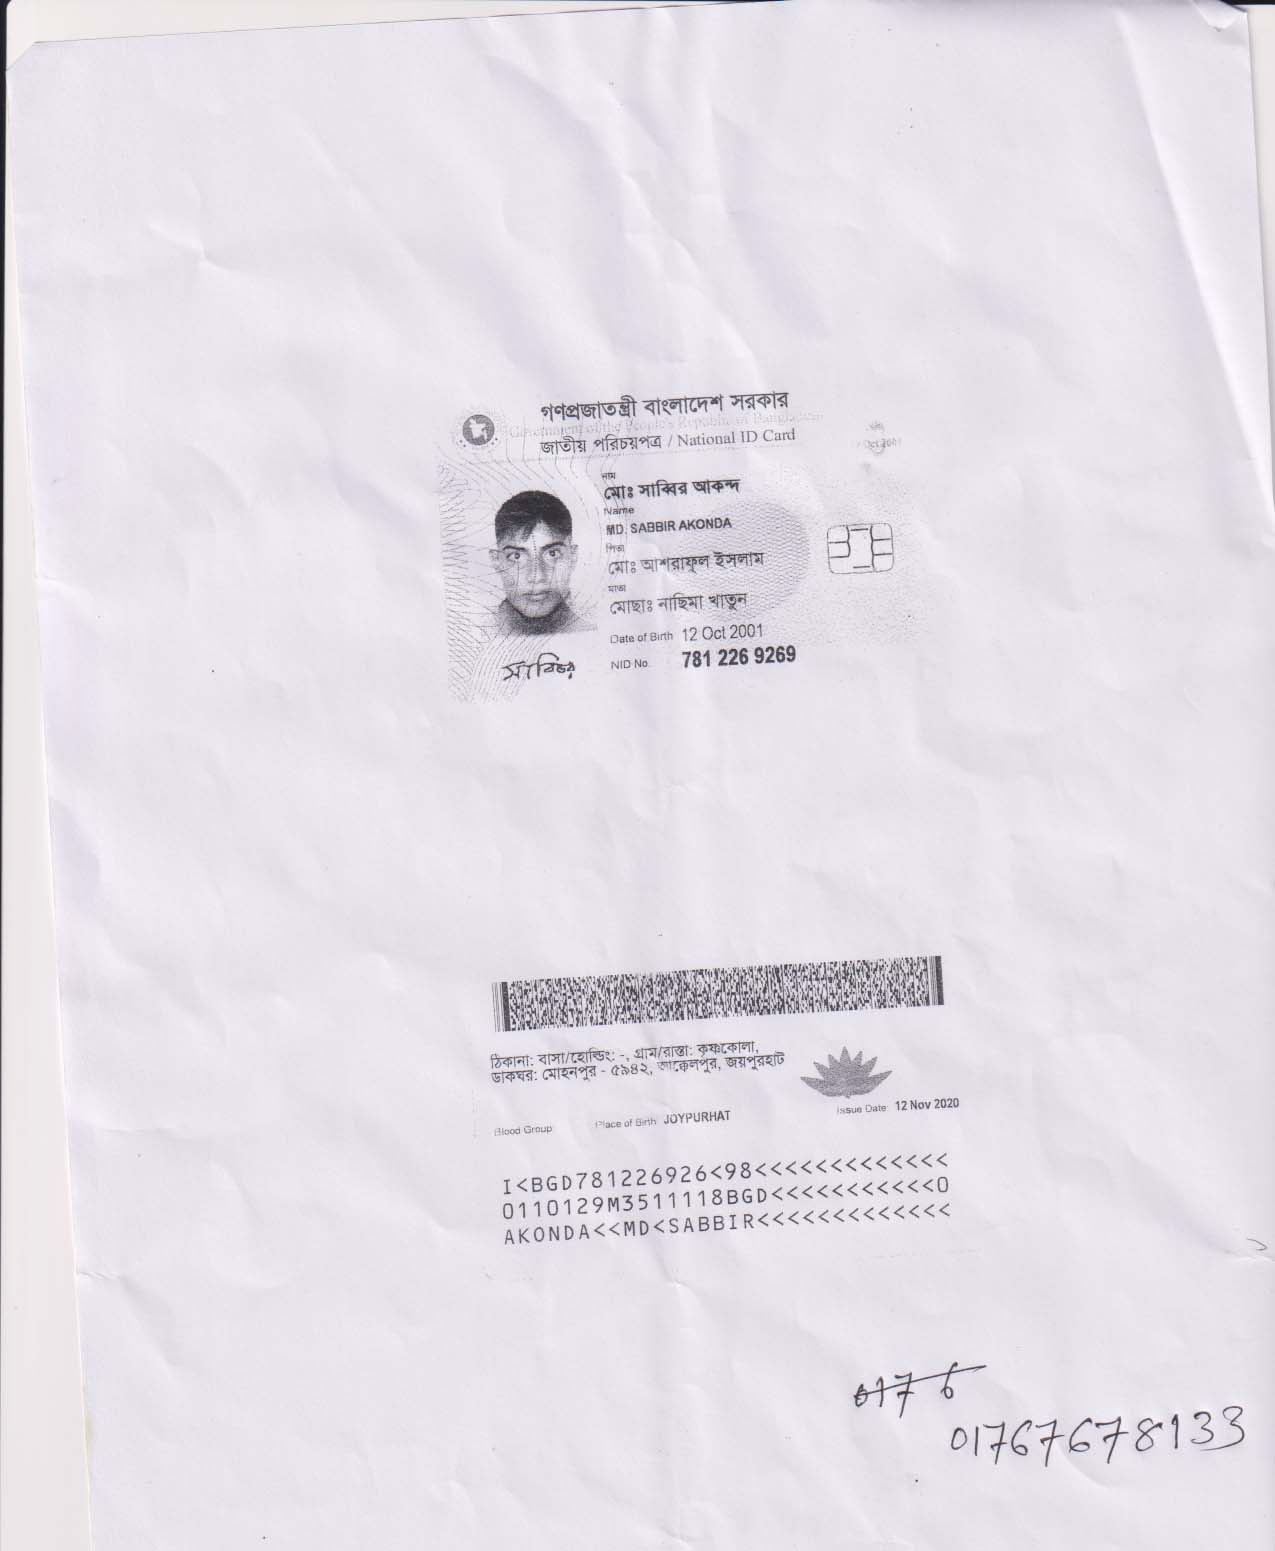 গণপ্রজাতন্ত্রী বাংলাদেশ সরকার
Government of the People's Republic of Bangladesh
জাতীয় পরিচয়পত্র / National ID Card
Oct 2001
নাম
মোঃ সাব্বির আকন্দ
Name
MD. SABBIR AKONDA
পিতা
মোঃ আশরাফুল ইসলাম
মাতা
মোছাঃ নাছিমা খাতুন
Date of Birth 12 Oct 2001
NID No. 781 226 9269
সাব্বির
ঠিকানা: বাসা/হোল্ডিং: -, গ্রাম/রাস্তা: কৃষ্ণকোলা,
ডাকঘর: মোহনপুর - ৫৯৪২, আক্কেলপুর, জয়পুরহাট
Blood Group: Place of Birth: JOYPURHAT Issue Date: 12 Nov 2020
I<BGD781226926<98<<<<<<<<<<<<<
0110129M3511118BGD<<<<<<<<<<<0
AKONDA<<MD<SABBIR<<<<<<<<<<<<<
017 6
01767678133